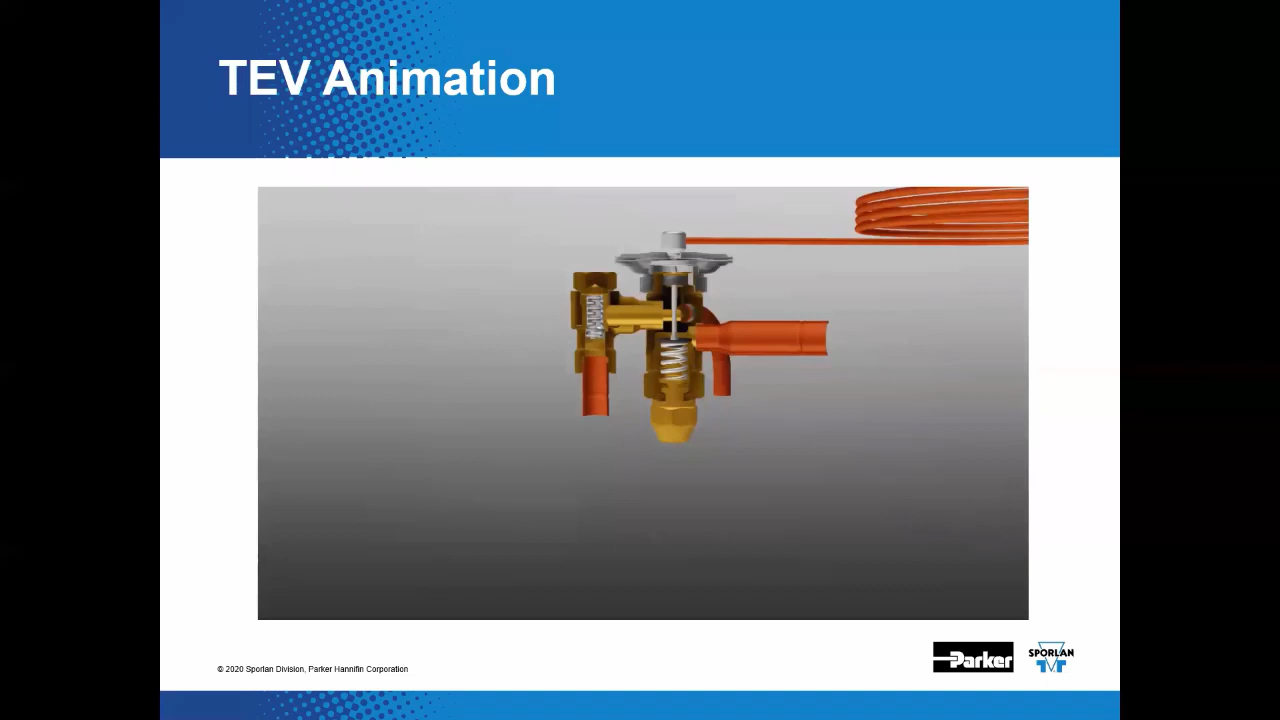 TEV Animation
© 2020 Sporlan Division, Parker Hannifin Corporation
Parker
SPORLAN